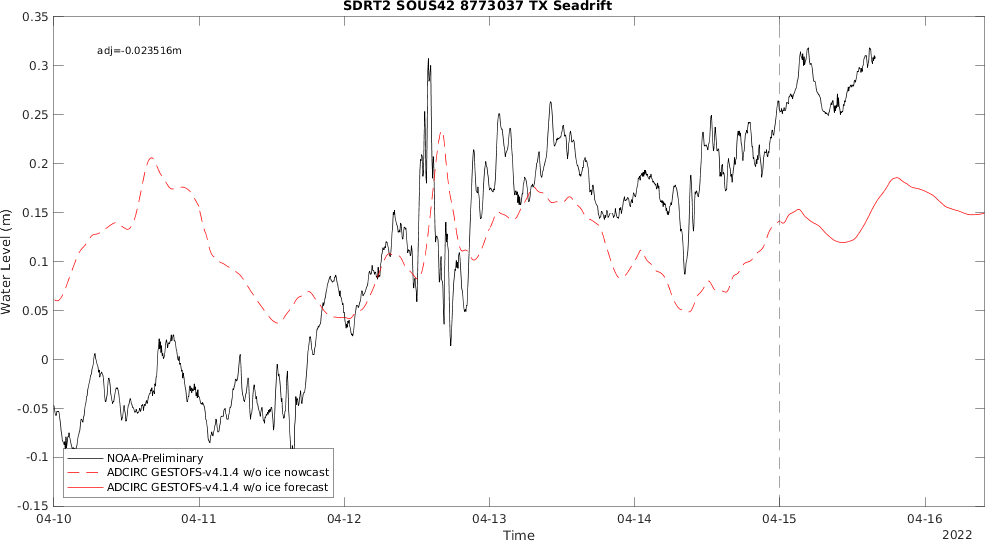 SDRT2 SOUS42 8773037 TX Seadrift
0.35
adj=-0.023516m
0.3
0.25
0.2
0.15
0.1
0.05
0
-0.05
-0.1
-0.15
Water Level (m)
NOAA-Preliminary
ADCIRC GESTOFS-v4.1.4 w/o ice nowcast
ADCIRC GESTOFS-v4.1.4 w/o ice forecast
04-10 04-11 04-12 04-13 04-14 04-15 04-16
Time
2022